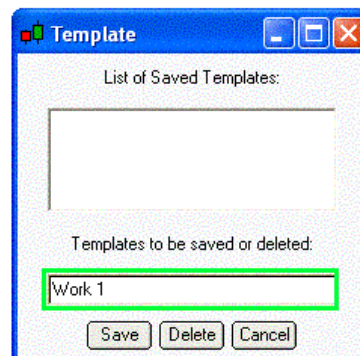 Template
List of Saved Templates:
Templates to be saved or deleted:
Work 1
Save Delete Cancel